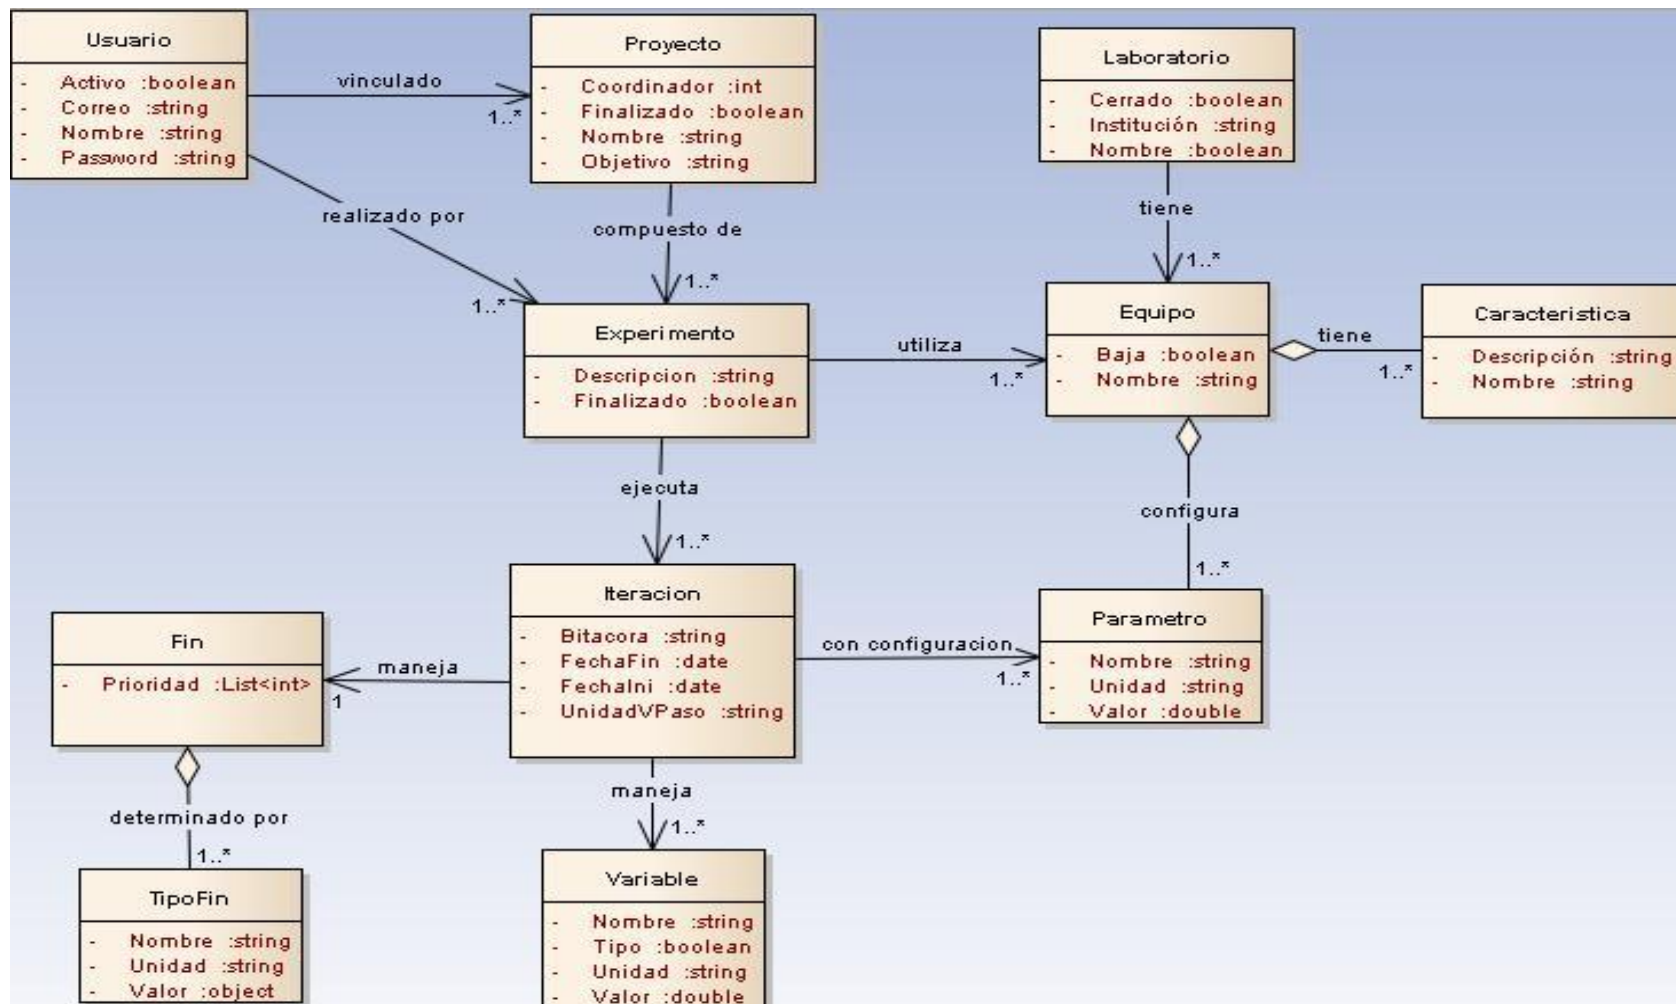 Usuario
- Activo :boolean
- Correo :string
- Nombre :string
- Password :string
vinculado
1..*
Proyecto
- Coordinador :int
- Finalizado :boolean
- Nombre :string
- Objetivo :string
Laboratorio
- Cerrado :boolean
- Institución :string
- Nombre :boolean
realizado por
1..*
compuesto de
1..*
tiene
1..*
Experimento
- Descripcion :string
- Finalizado :boolean
utiliza
1..*
Equipo
- Baja :boolean
- Nombre :string
tiene
1..*
Caracteristica
- Descripción :string
- Nombre :string
ejecuta
1..*
configura
1..*
Fin
- Prioridad :List<int>
maneja
1
Iteracion
- Bitacora :string
- FechaFin :date
- FechaIni :date
- UnidadVPaso :string
con configuracion
1..*
Parametro
- Nombre :string
- Unidad :string
- Valor :double
determinado por
1..*
maneja
1..*
TipoFin
- Nombre :string
- Unidad :string
- Valor :object
Variable
- Nombre :string
- Tipo :boolean
- Unidad :string
- Valor :double